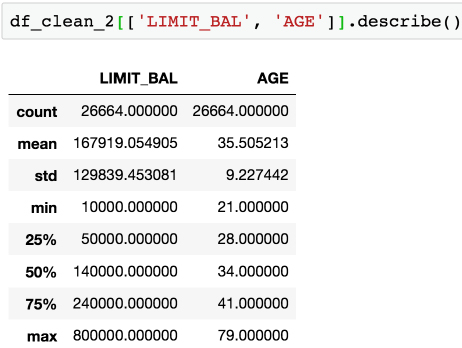 df_clean_2[['LIMIT_BAL', 'AGE']].describe()
LIMIT_BAL AGE
count 26664.000000 26664.000000
mean 167919.054905 35.505213
std 129839.453081 9.227442
min 10000.000000 21.000000
25% 50000.000000 28.000000
50% 140000.000000 34.000000
75% 240000.000000 41.000000
max 800000.000000 79.000000